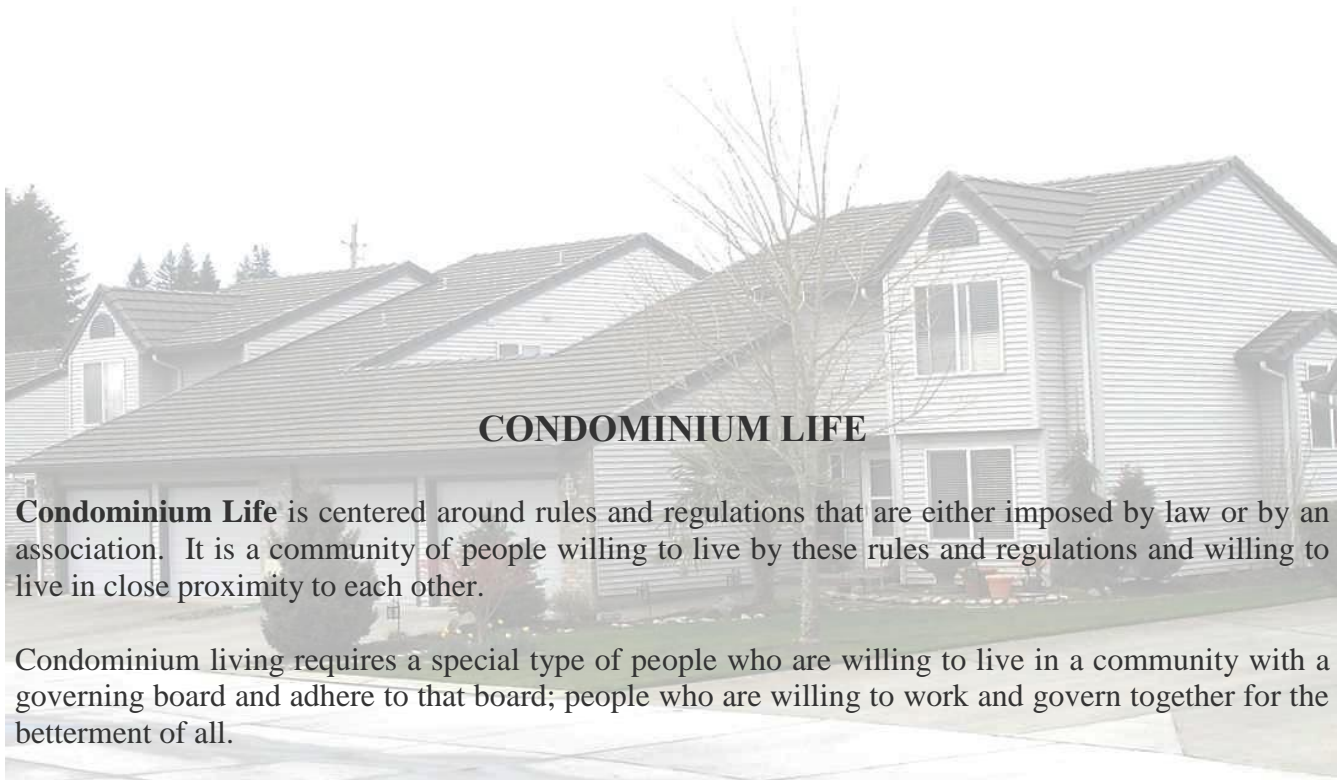 CONDOMINIUM LIFE
Condominium Life is centered around rules and regulations that are either imposed by law or by an
association.  It is a community of people willing to live by these rules and regulations and willing to
live in close proximity to each other.
Condominium living requires a special type of people who are willing to live in a community with a
governing board and adhere to that board; people who are willing to work and govern together for the
betterment of all.